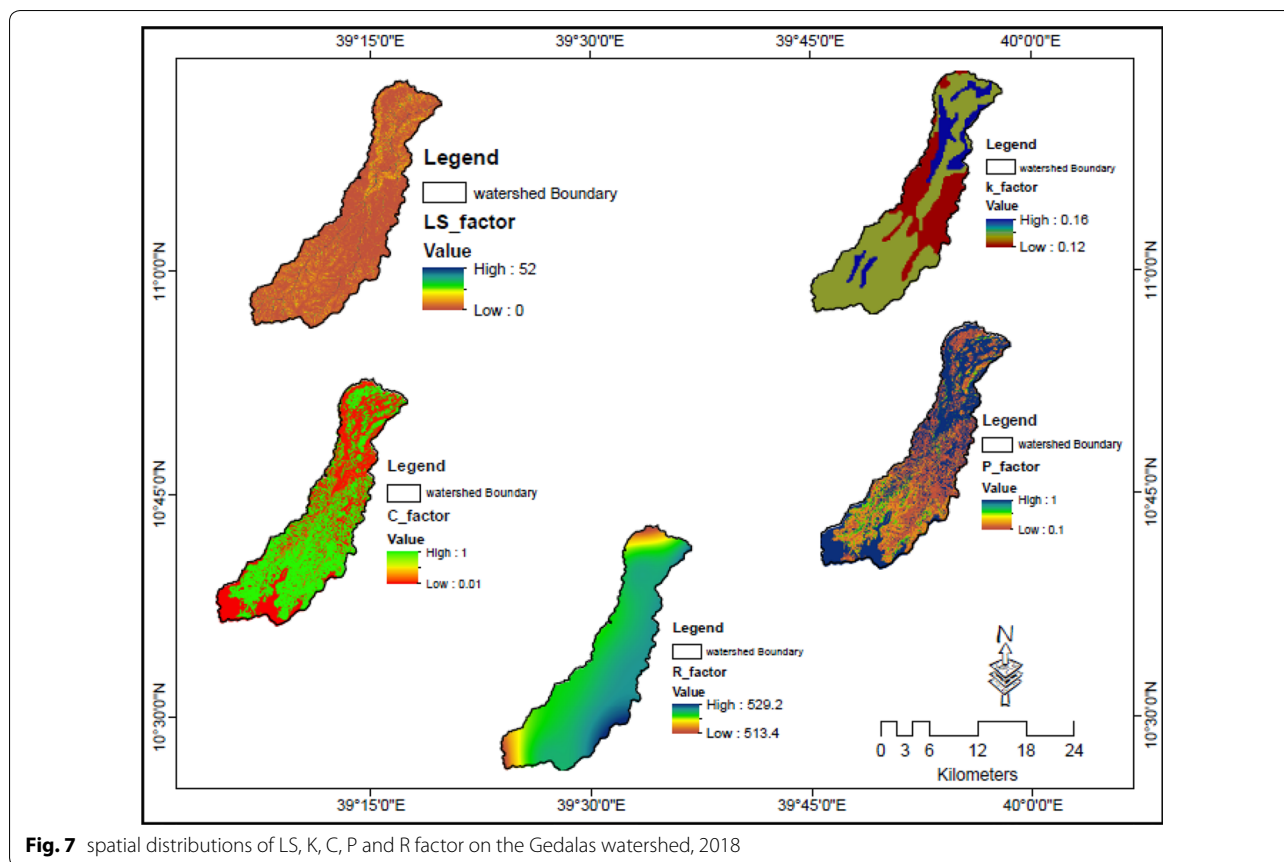 39°15'0"E 39°30'0"E 39°45'0"E 40°0'0"E
11°0'0"N
10°45'0"N
10°30'0"N
Legend
watershed Boundary
LS_factor
Value
High : 52
Low : 0
Legend
watershed Boundary
k_factor
Value
High : 0.16
Low : 0.12
11°0'0"N
Legend
watershed Boundary
C_factor
Value
High : 1
Low : 0.01
Legend
watershed Boundary
P_factor
Value
High : 1
Low : 0.1
10°45'0"N
Legend
watershed Boundary
R_factor
Value
High : 529.2
Low : 513.4
N
0 3 6 12 18 24
Kilometers
10°30'0"N
39°15'0"E 39°30'0"E 39°45'0"E 40°0'0"E
Fig. 7 spatial distributions of LS, K, C, P and R factor on the Gedalas watershed, 2018